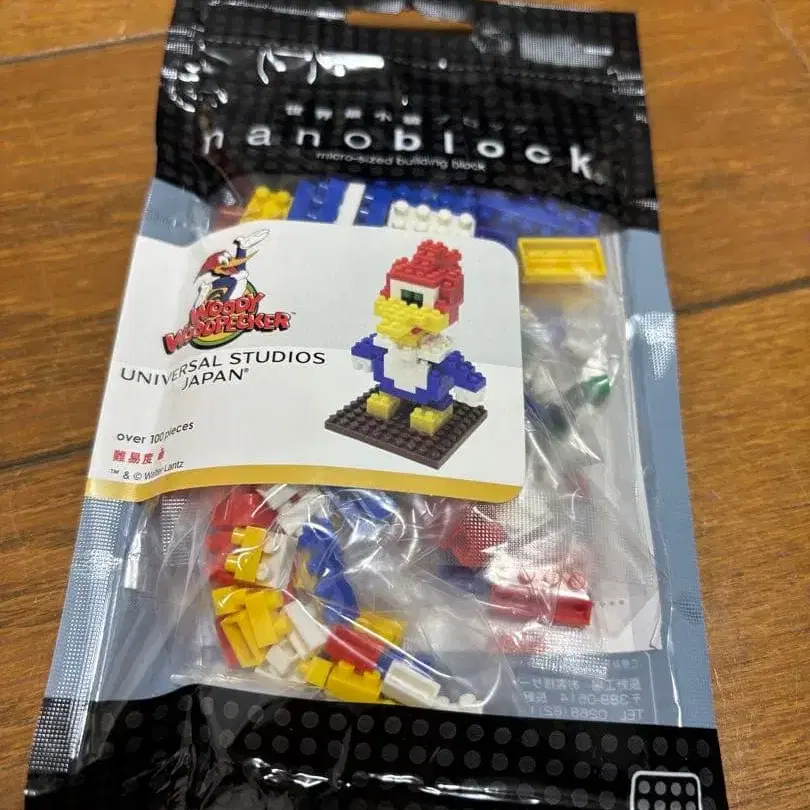 世界最小級ブロック
nanoblock
micro-sized building block
WOODY
WOODPECKER
UNIVERSAL STUDIOS
JAPAN®
over 100 pieces
難易度
™ & © Walter Lantz